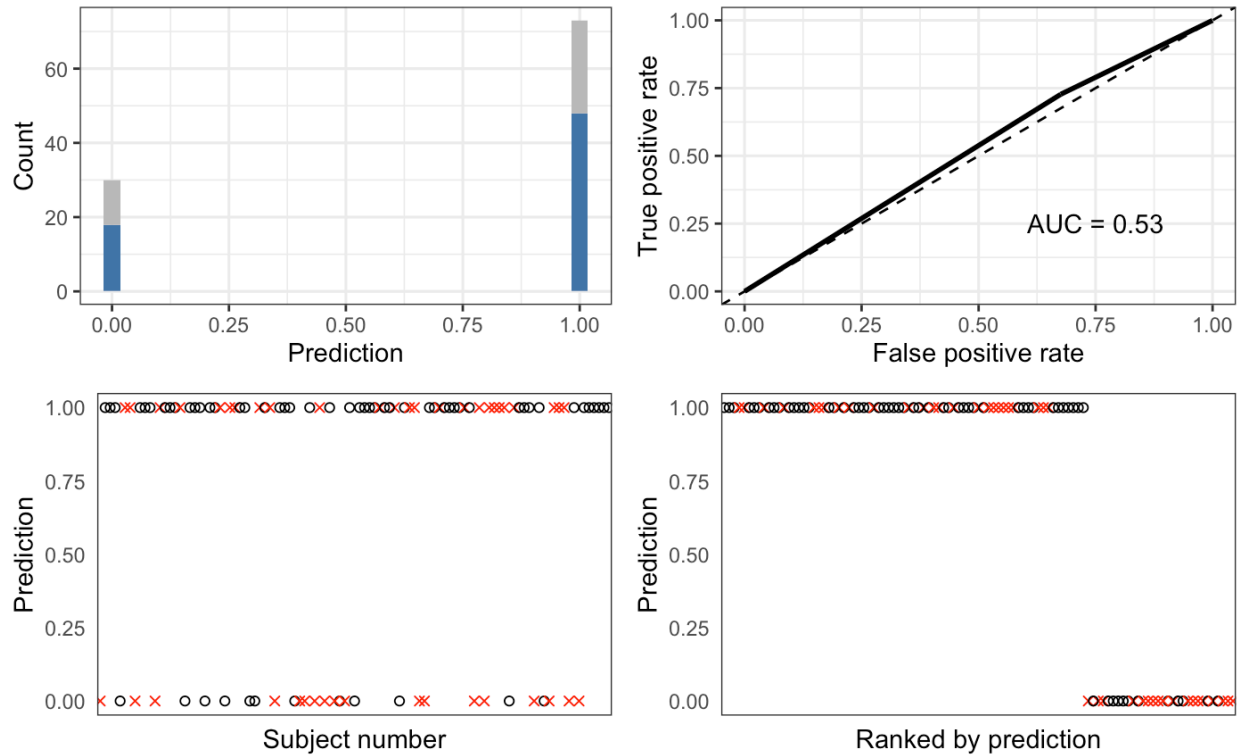 60
40
20
0
Count
0.00 0.25 0.50 0.75 1.00
Prediction
1.00
0.75
0.50
0.25
0.00
True positive rate
AUC = 0.53
0.00 0.25 0.50 0.75 1.00
False positive rate
1.00
0.75
0.50
0.25
0.00
Prediction
Subject number
1.00
0.75
0.50
0.25
0.00
Prediction
Ranked by prediction